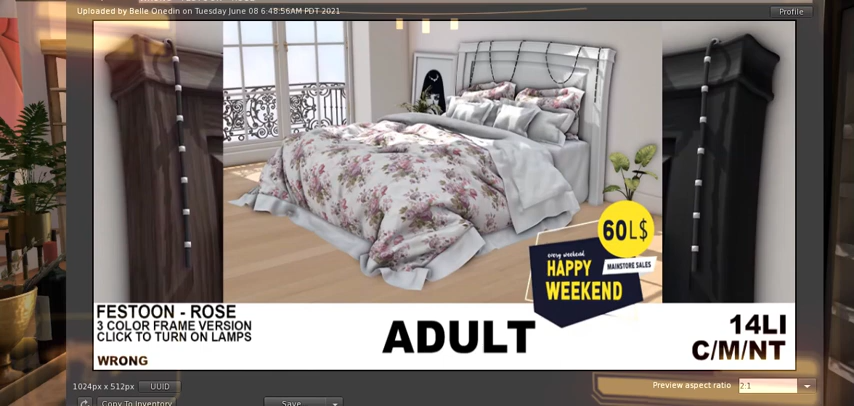 Uploaded by Belle Onedin on Tuesday June 08 6:48:56AM PDT 2021
Profile
60L$
every weekend
HAPPY
MAINSTORE SALES
WEEKEND
FESTOON - ROSE
3 COLOR FRAME VERSION
CLICK TO TURN ON LAMPS
WRONG
ADULT
14LI
C/M/NT
1024px x 512px
UUID
Preview aspect ratio
2:1
Copy To Inventory
Save